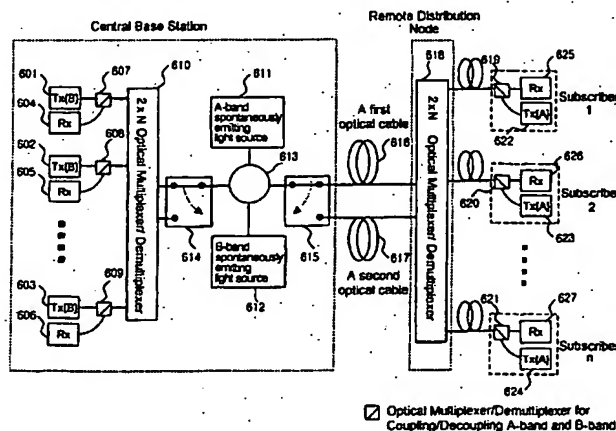 Central Base Station
Remote Distribution
Node
601
607
610
611
618
619
625
Tx{B}
604
Rx
A-band
spontaneously
emitting
light source
A first
optical cable
Rx
Tx{A}
Subscriber
1
622
602
608
613
616
626
Tx{B}
605
Rx
2 x N Optical Multiplexer/Demultiplexer
2xN Optical Multiplexer/Demultiplexer
Rx
Tx{A}
Subscriber
2
620
623
614
B-band
spontaneously
emitting
light source
615
617
A second
optical cable
612
603
609
621
627
Tx{B}
606
Rx
Rx
Tx{A}
Subscriber
n
624
Optical Multiplexer/Demultiplexer for
Coupling/Decoupling A-band and B-band